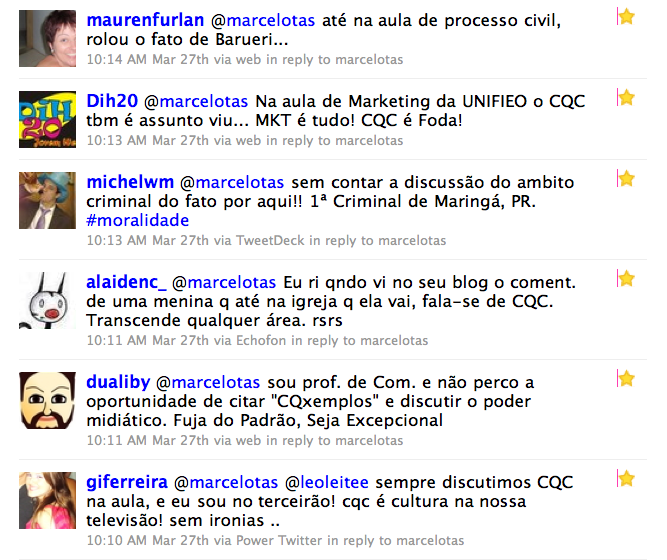 maurenfurlan @marcelotas até na aula de processo civil,
rolou o fato de Barueri...
10:14 AM Mar 27th via web in reply to marcelotas
DiH
20
Dih20 @marcelotas Na aula de Marketing da UNIFIEO o CQC
tbm é assunto viu... MKT é tudo! CQC é Foda!
10:13 AM Mar 27th via web in reply to marcelotas
michelwm @marcelotas sem contar a discussão do ambito
criminal do fato por aqui!! 1ª Criminal de Maringá, PR.
#moralidade
10:13 AM Mar 27th via TweetDeck in reply to marcelotas
alaidenc_ @marcelotas Eu ri qndo vi no seu blog o coment.
de uma menina q até na igreja q ela vai, fala-se de CQC.
Transcende qualquer área. rsrs
10:11 AM Mar 27th via Echofon in reply to marcelotas
dualiby @marcelotas sou prof. de Com. e não perco a
oportunidade de citar "CQxemplos" e discutir o poder
midiático. Fuja do Padrão, Seja Excepcional
10:11 AM Mar 27th via web in reply to marcelotas
giferreira @marcelotas @leoleitee sempre discutimos CQC
na aula, e eu sou no terceirão! cqc é cultura na nossa
televisão! sem ironias ..
10:10 AM Mar 27th via Power Twitter in reply to marcelotas